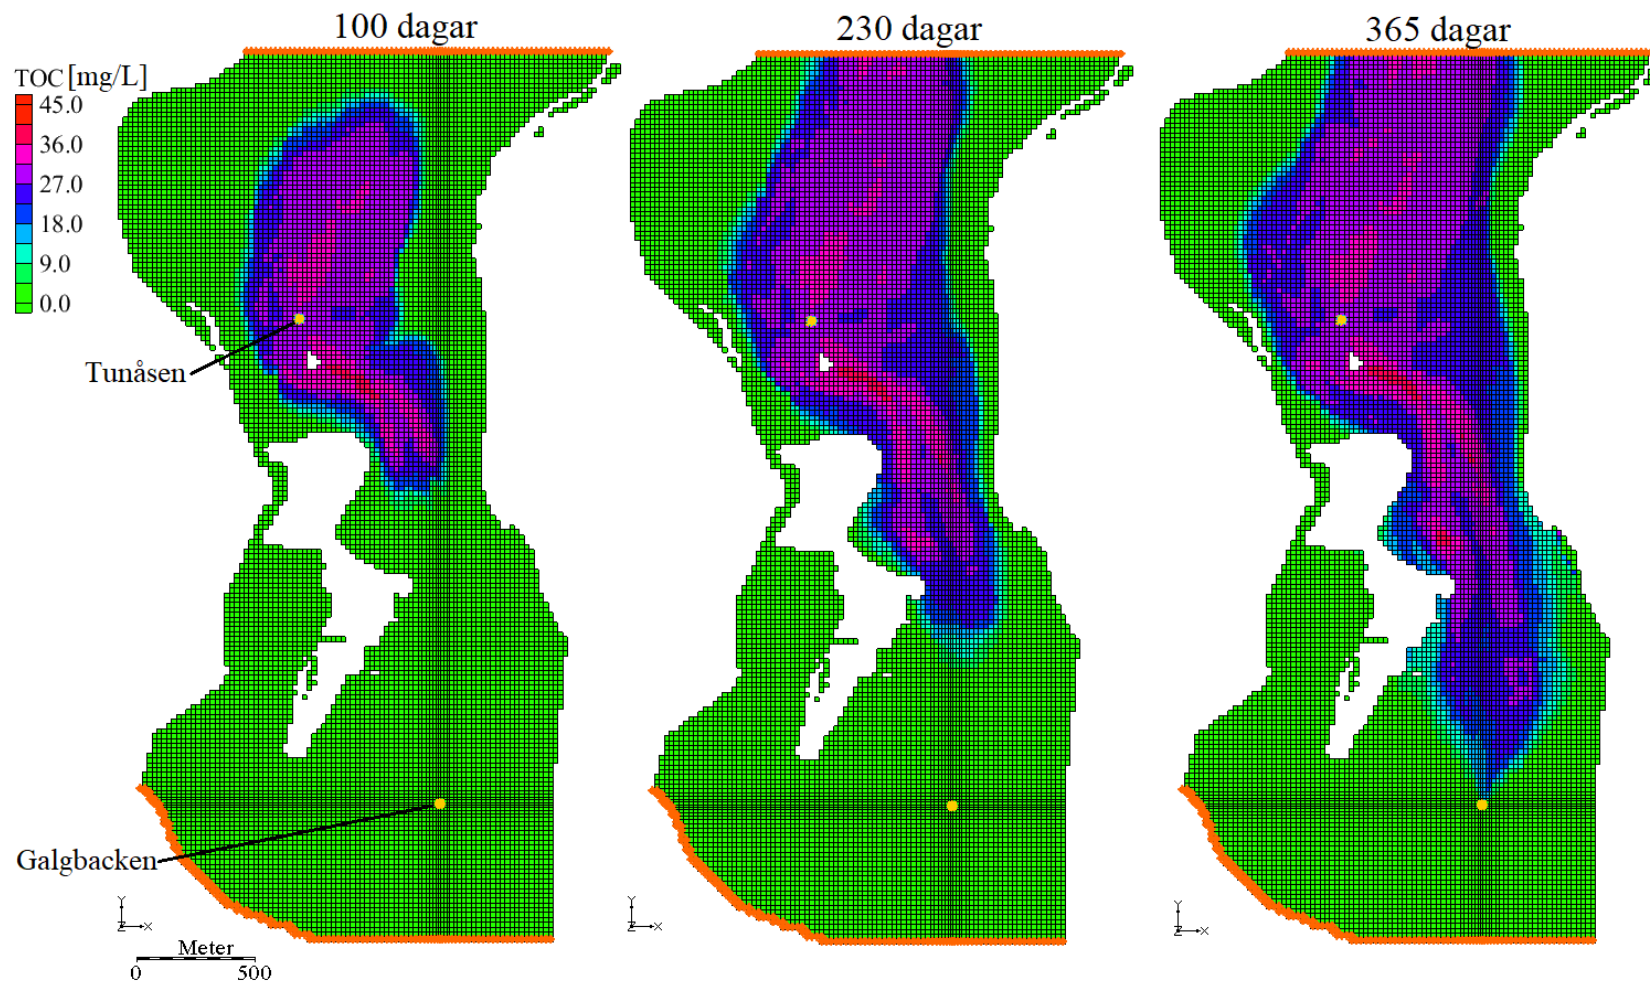 100 dagar
230 dagar
365 dagar
TOC [mg/L]
45.0
36.0
27.0
18.0
9.0
0.0
Tunåsen
Galgbacken
Y
Z X
Y
Z X
Y
Z X
Meter
0 500